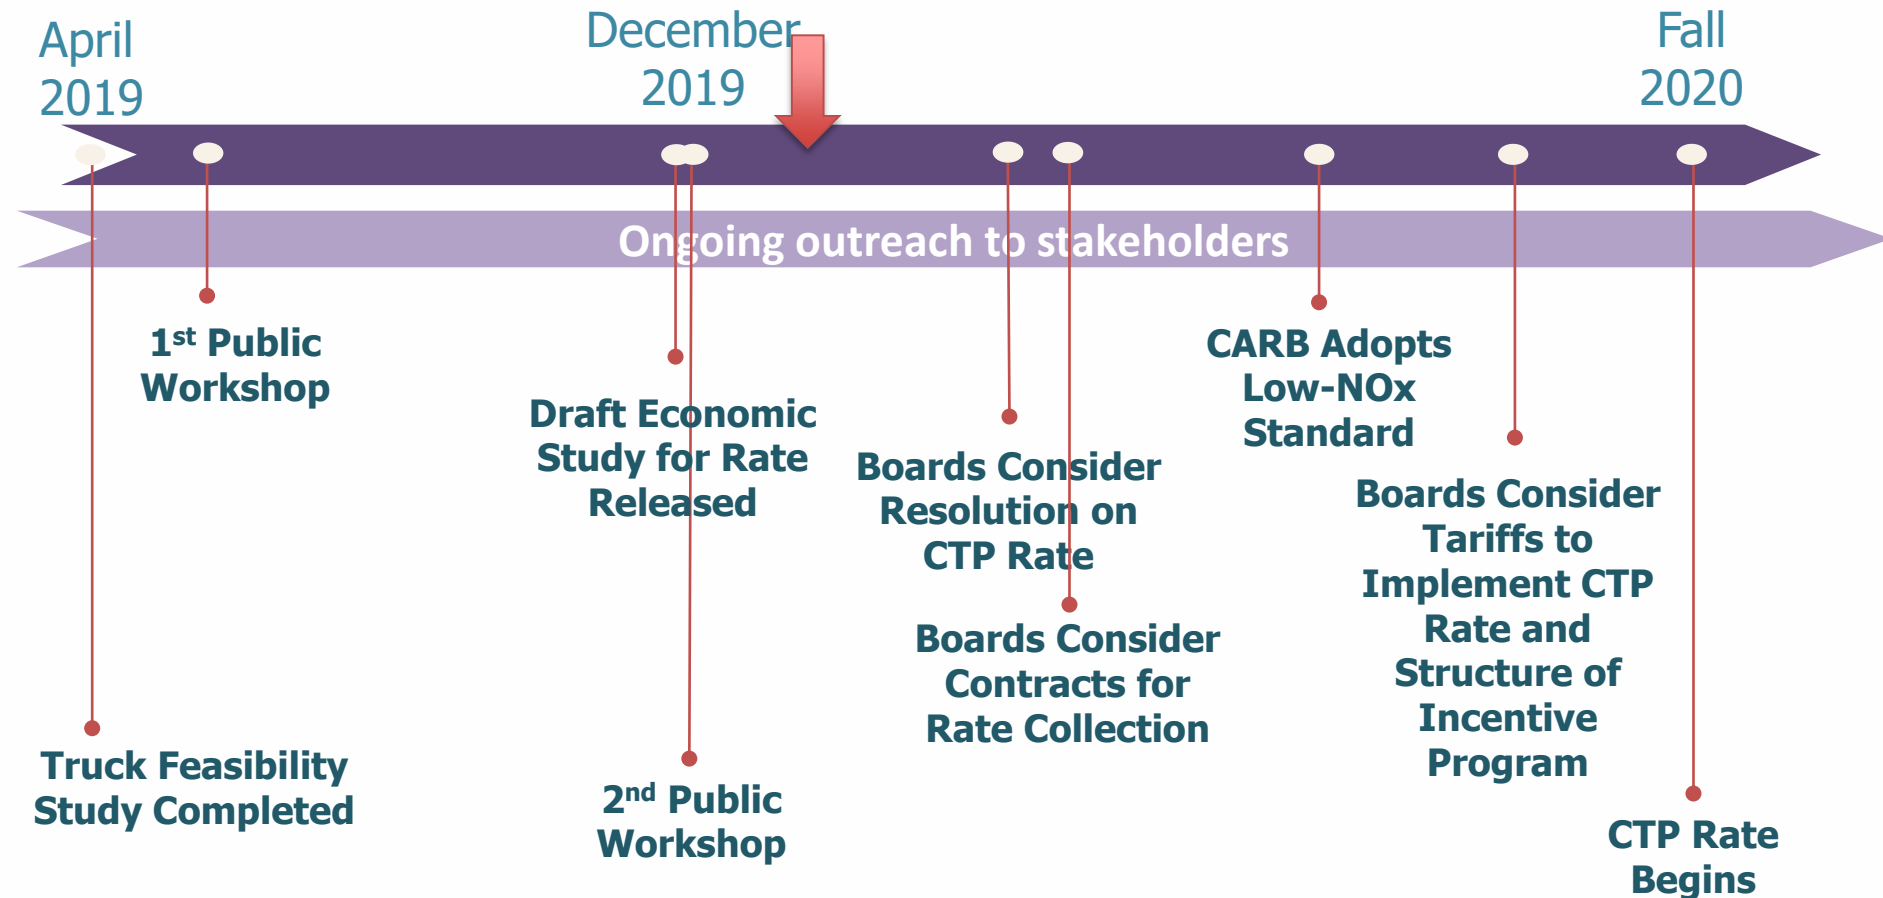 April
2019
December
2019
Fall
2020
Ongoing outreach to stakeholders
1st Public
Workshop
CARB Adopts
Low-NOx
Standard
Draft Economic
Study for Rate
Released
Boards Consider
Resolution on
CTP Rate
Boards Consider
Tariffs to
Implement CTP
Rate and
Structure of
Incentive
Program
Boards Consider
Contracts for
Rate Collection
Truck Feasibility
Study Completed
2nd Public
Workshop
CTP Rate
Begins